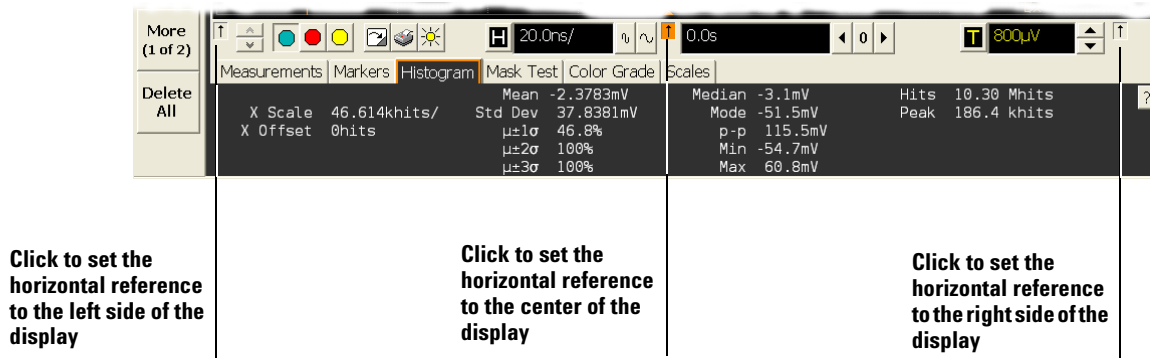 More
(1 of 2)
H 20.0ns/ 0.0s 0 T 800µV
Measurements Markers Histogram Mask Test Color Grade Scales
Delete
All
Mean -2.3783mV Median -3.1mV Hits 10.30 Mhits ?
X Scale 46.614khits/ Std Dev 37.8381mV Mode -51.5mV Peak 186.4 khits
X Offset 0hits µ±1σ 46.8% p-p 115.5mV
µ±2σ 100% Min -54.7mV
µ±3σ 100% Max 60.8mV
Click to set the
horizontal reference
to the left side of the
display
Click to set the
horizontal reference
to the center of the
display
Click to set the
horizontal reference
to the right side of the
display